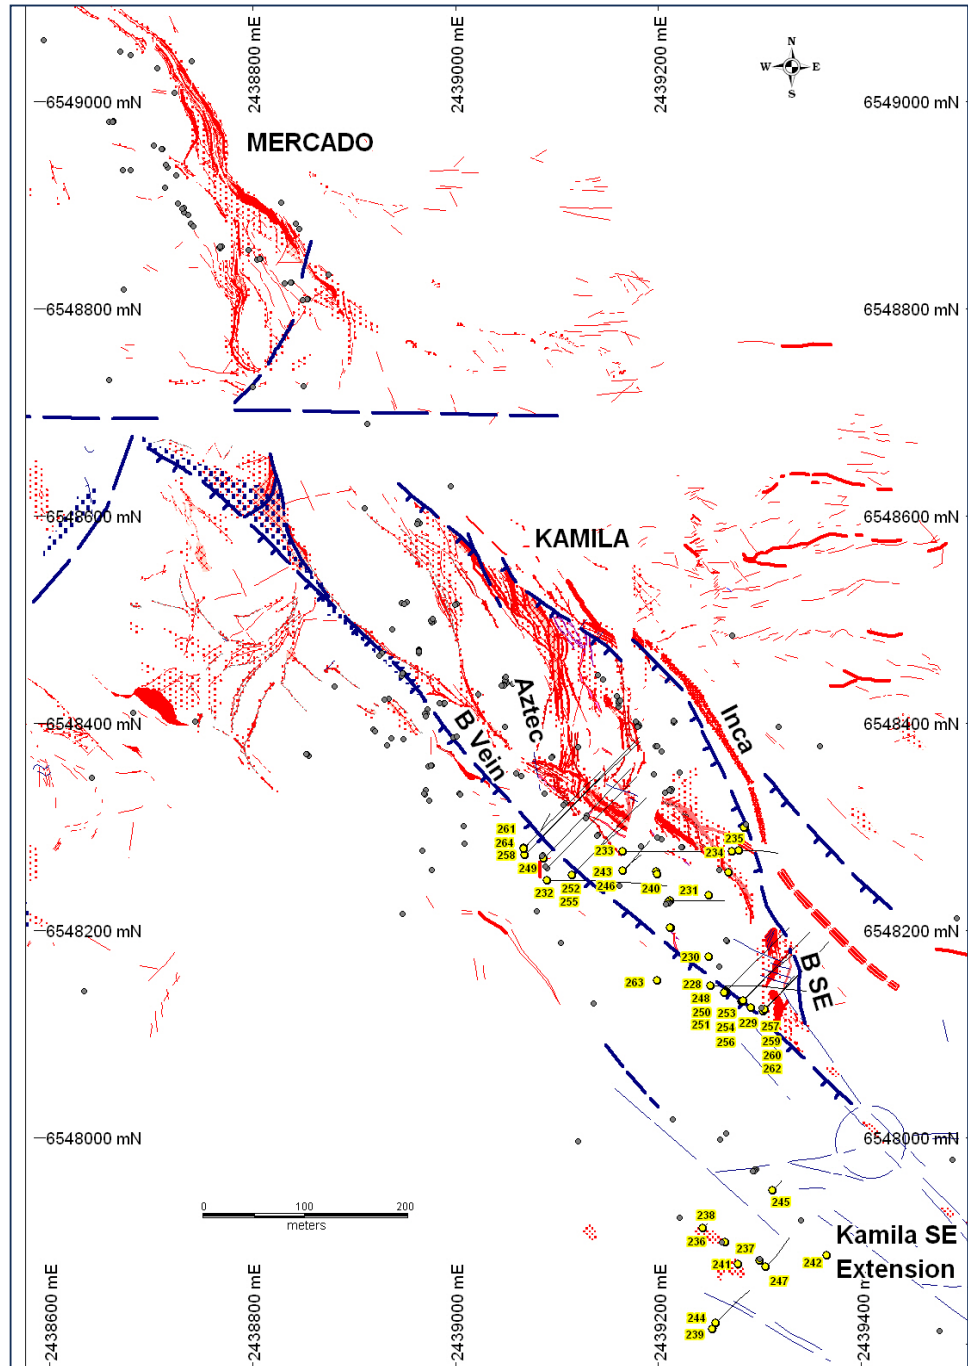 2438800 mE
2439000 mE
2439200 mE
N
W E
S
6549000 mN
6549000 mN
MERCADO
6548800 mN
6548800 mN
6548600 mN
6548600 mN
KAMILA
6548400 mN
6548400 mN
Aztec
B Vein
Inca
261
264
258
249
232
252
255
233
243
246
240
231
234
235
6548200 mN
6548200 mN
B SE
263
230
228
248
250
251
253
254
256
229
257
259
260
262
6548000 mN
6548000 mN
0 100 200
meters
245
238
236
237
241
247
242
244
239
Kamila SE
Extension
2438600 mE
2438800 mE
2439000 mE
2439200 mE
2439400 mE